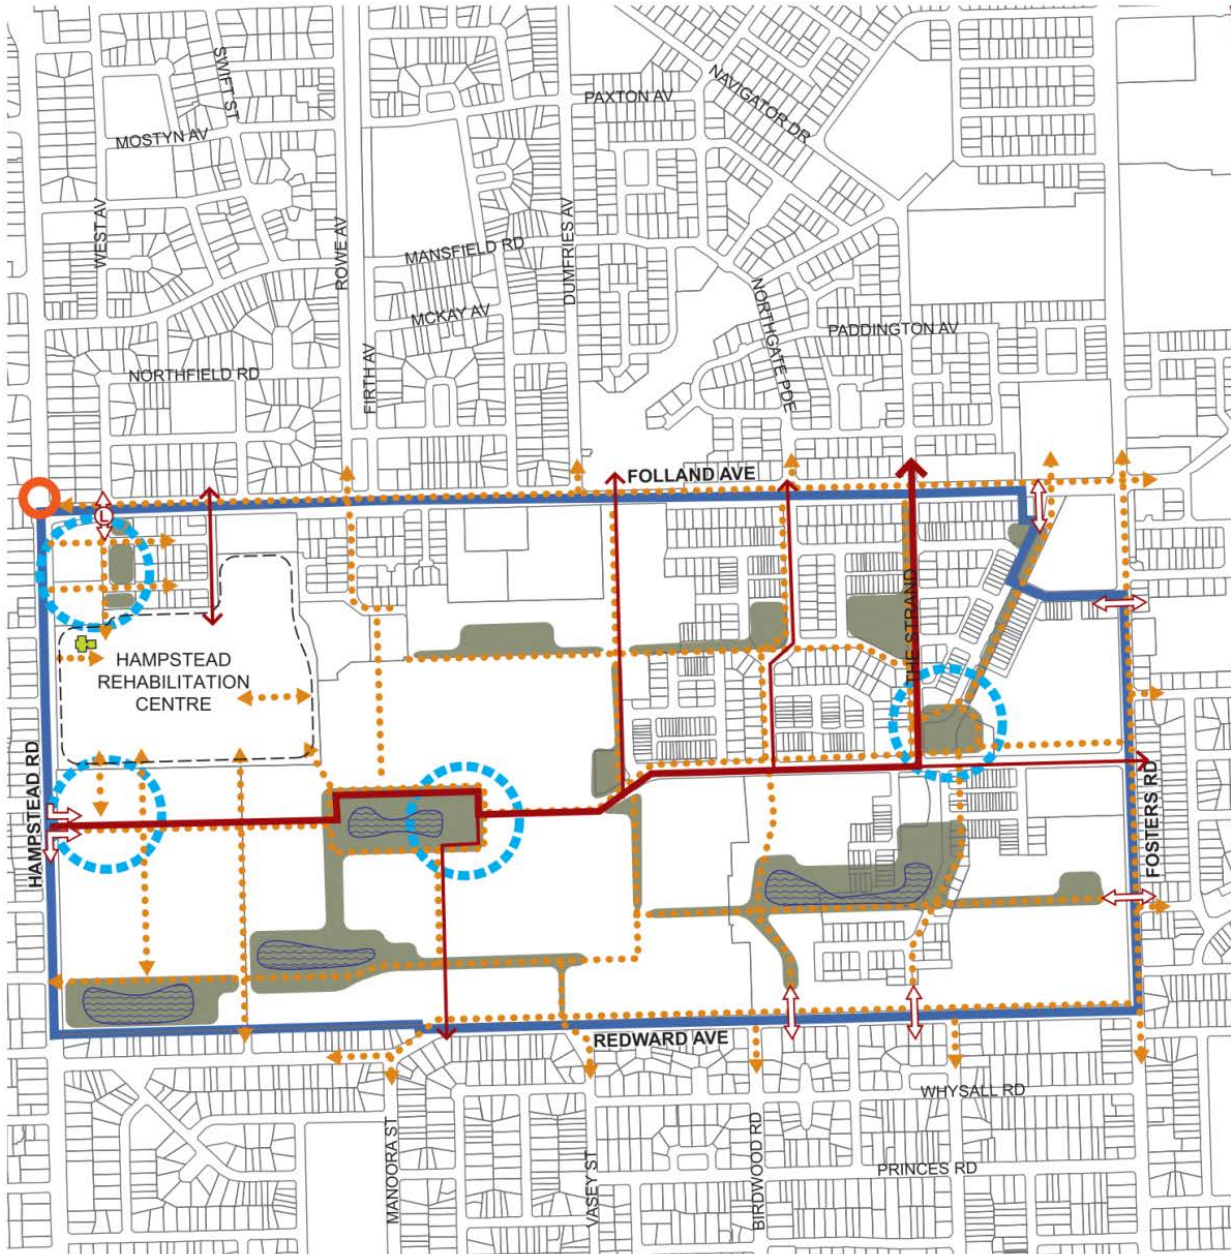 SWIFT ST
PAXTON AV
NAVIGATOR DR
MOSTYN AV
WEST AV
ROWE AV
MANSFIELD RD
DUMFRIES AV
MCKAY AV
NORTHGATE PDE
PADDINGTON AV
NORTHFIELD RD
FIRTH AV
FOLLAND AVE
L
THE STRAND
HAMPSTEAD
REHABILITATION
CENTRE
HAMPSTEAD RD
FOSTERS RD
REDWARD AVE
WHYSALL RD
MANOORA ST
VASEY ST
BIRDWOOD RD
PRINCES RD